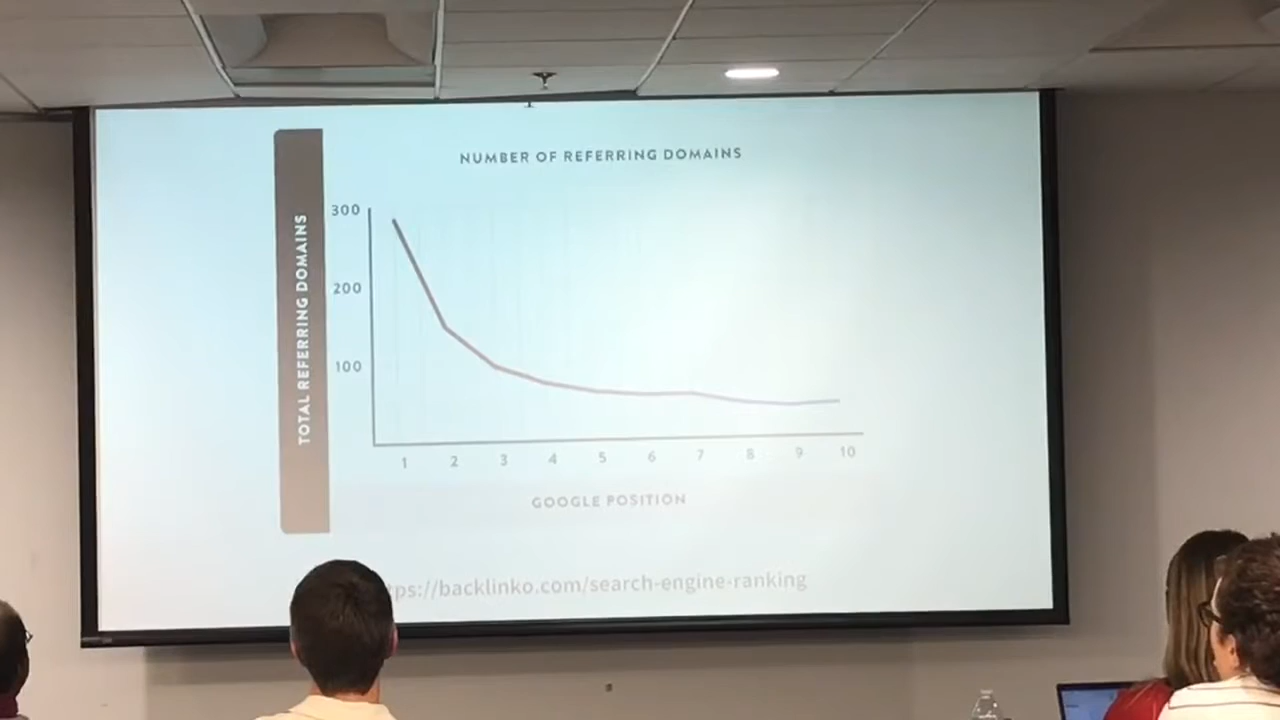 NUMBER OF REFERRING DOMAINS
TOTAL REFERRING DOMAINS
300
200
100
1 2 3 4 5 6 7 8 9 10
GOOGLE POSITION
tps://backlinko.com/search-engine-ranking